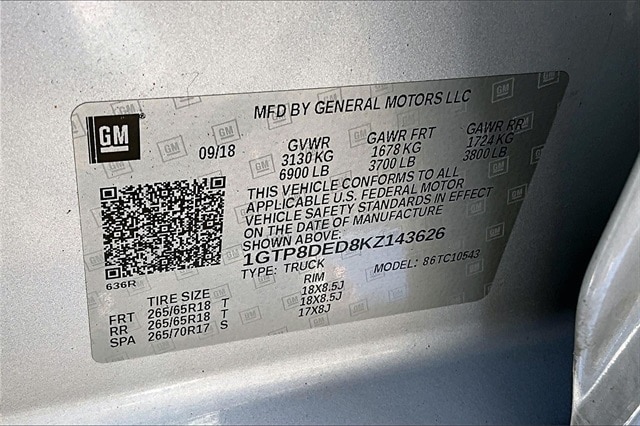 MFD BY GENERAL MOTORS LLC
GM
09/18
GVWR GAWR FRT GAWR RR
3130 KG 1678 KG 1724 KG
6900 LB 3700 LB 3800 LB
THIS VEHICLE CONFORMS TO ALL
APPLICABLE U.S. FEDERAL MOTOR
VEHICLE SAFETY STANDARDS IN EFFECT
ON THE DATE OF MANUFACTURE
SHOWN ABOVE.
1GTP8DED8KZ143626
TYPE: TRUCK MODEL: 86TC10543
636R
TIRE SIZE RIM
FRT 265/65R18 T 18X8.5J
RR 265/65R18 T 18X8.5J
SPA 265/70R17 S 17X8J